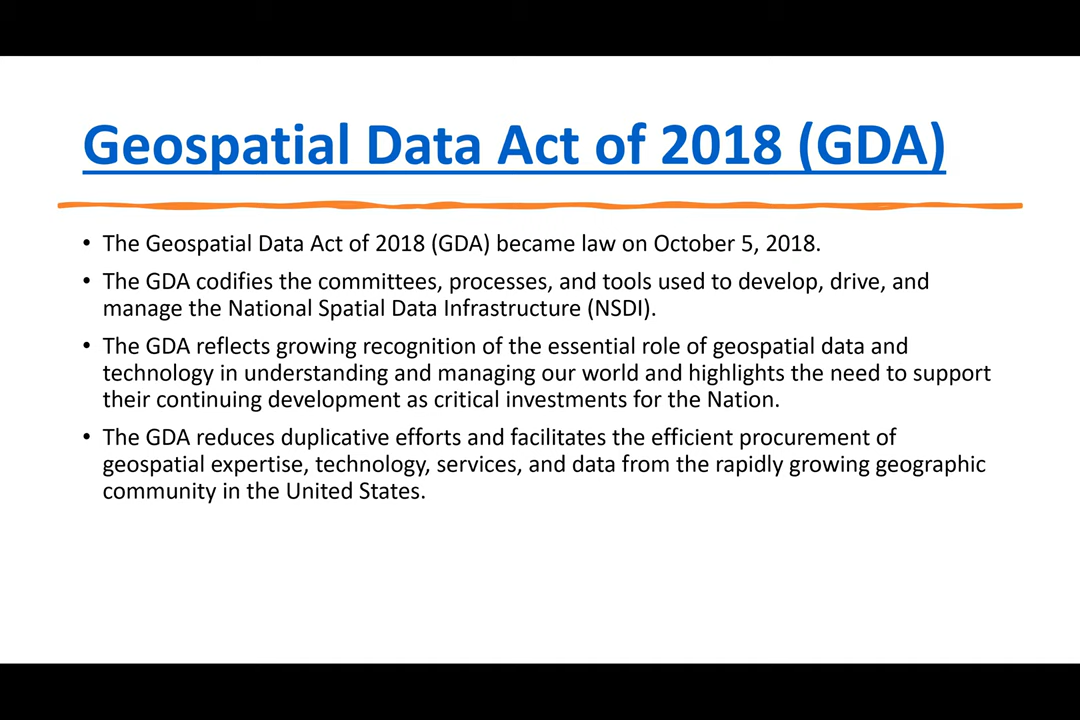 Geospatial Data Act of 2018 (GDA)
• The Geospatial Data Act of 2018 (GDA) became law on October 5, 2018.
• The GDA codifies the committees, processes, and tools used to develop, drive, and
manage the National Spatial Data Infrastructure (NSDI).
• The GDA reflects growing recognition of the essential role of geospatial data and
technology in understanding and managing our world and highlights the need to support
their continuing development as critical investments for the Nation.
• The GDA reduces duplicative efforts and facilitates the efficient procurement of
geospatial expertise, technology, services, and data from the rapidly growing geographic
community in the United States.